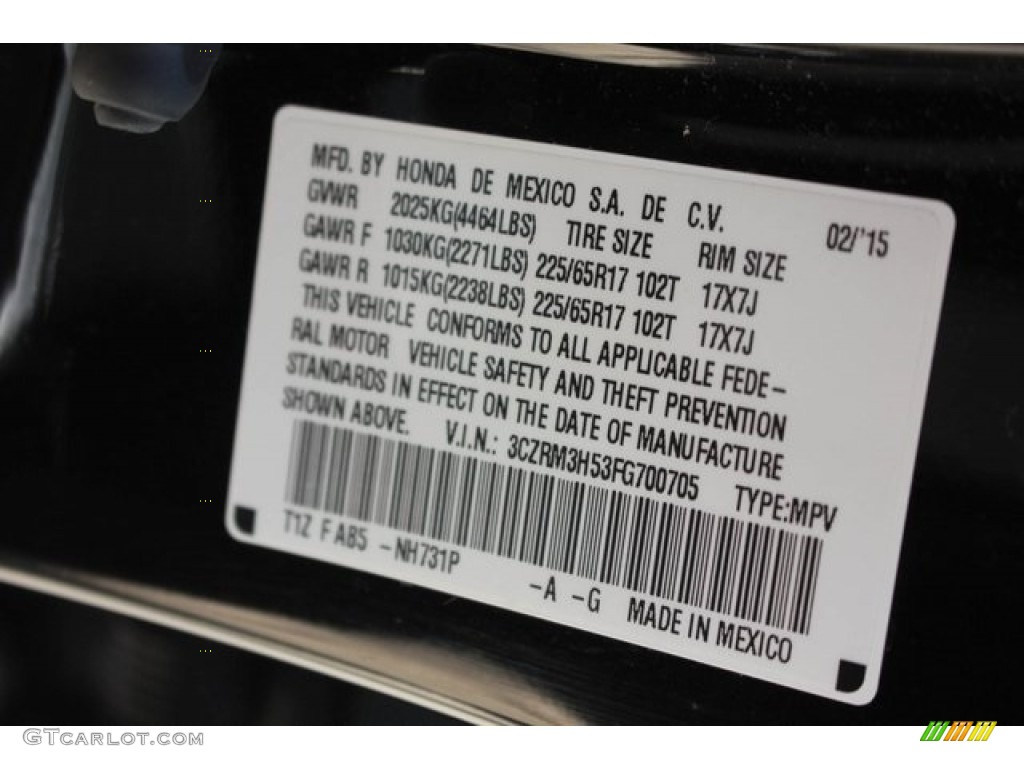 MFD. BY HONDA DE MEXICO S.A. DE C.V. 02/'15
GVWR 2025KG(4464LBS) TIRE SIZE RIM SIZE
GAWR F 1030KG(2271LBS) 225/65R17 102T 17X7J
GAWR R 1015KG(2238LBS) 225/65R17 102T 17X7J
THIS VEHICLE CONFORMS TO ALL APPLICABLE FEDE-
RAL MOTOR VEHICLE SAFETY AND THEFT PREVENTION
STANDARDS IN EFFECT ON THE DATE OF MANUFACTURE
SHOWN ABOVE. V.I.N.: 3CZRM3H53FG700705 TYPE:MPV
T1Z F AB5 -NH731P -A -G MADE IN MEXICO
GTCARLOT.COM